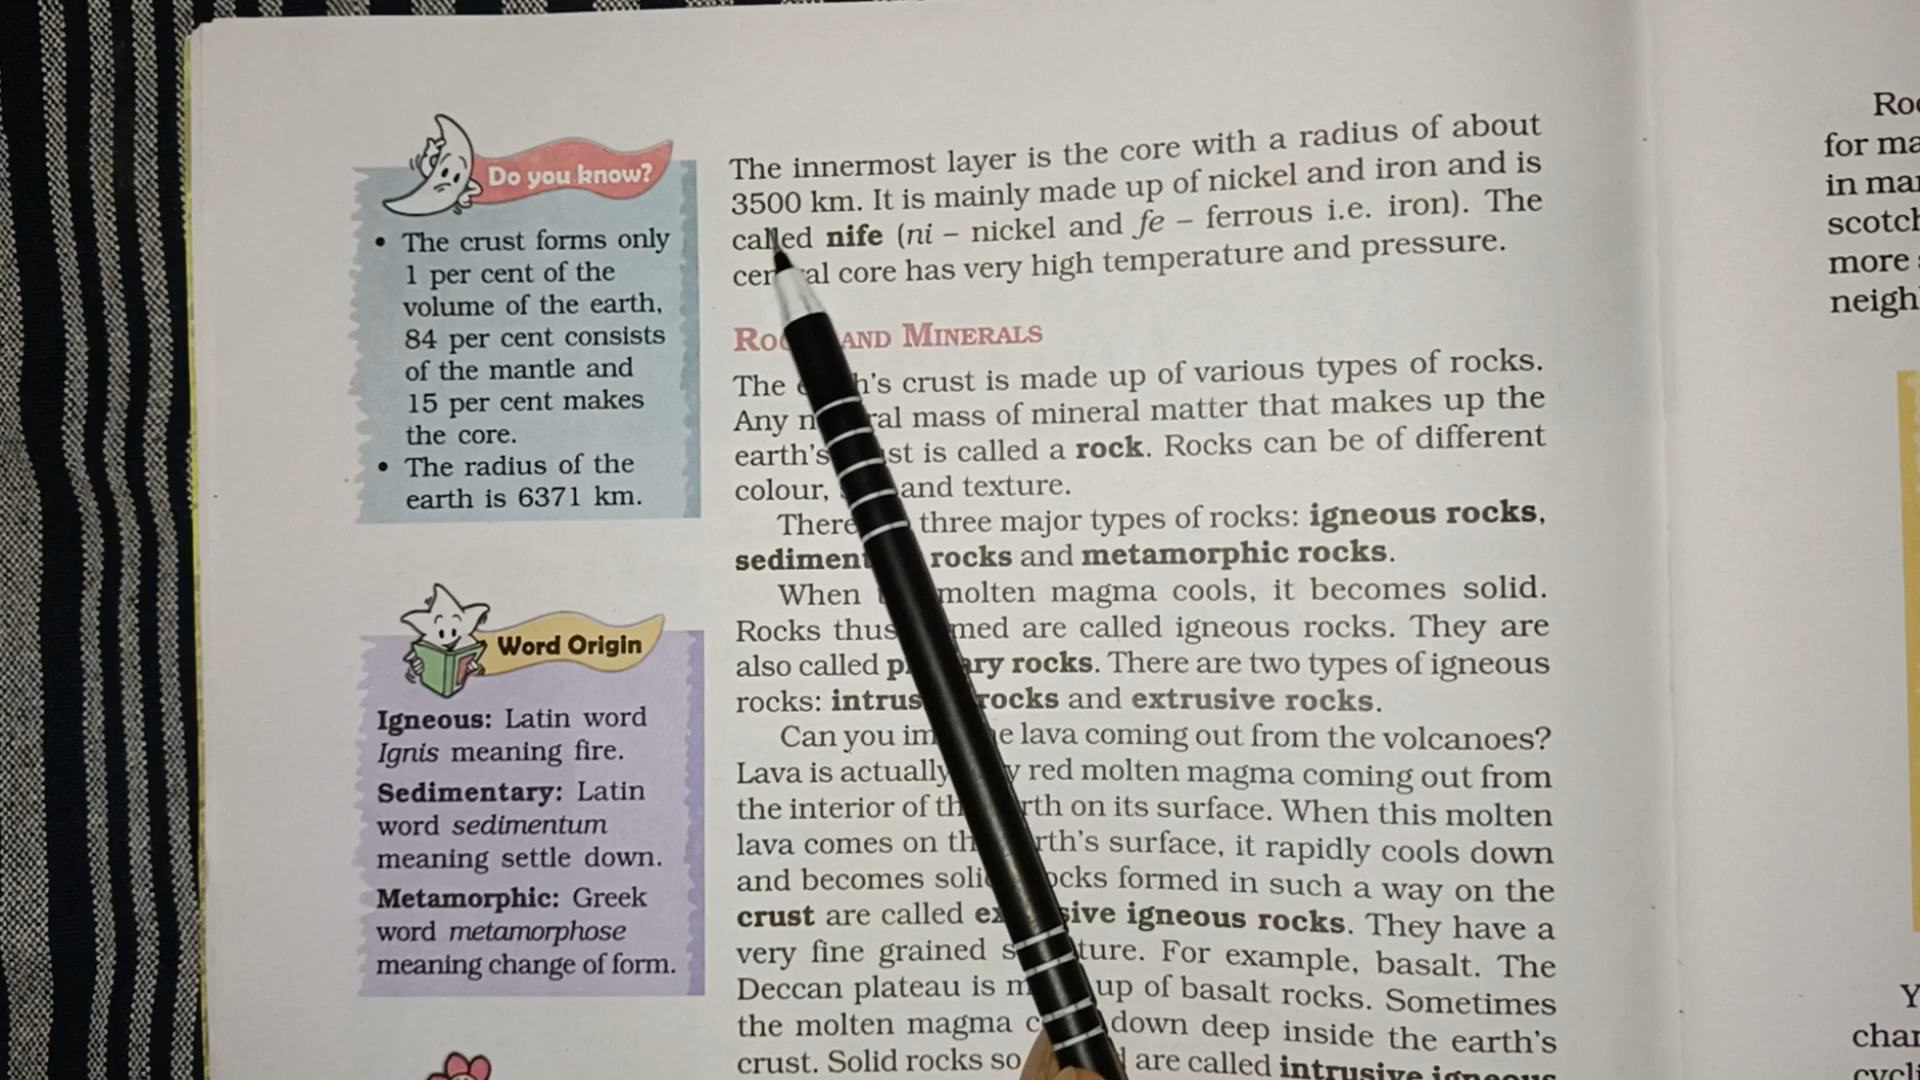 Do you know?
• The crust forms only
1 per cent of the
volume of the earth,
84 per cent consists
of the mantle and
15 per cent makes
the core.
• The radius of the
earth is 6371 km.
Word Origin
Igneous: Latin word
Ignis meaning fire.
Sedimentary: Latin
word sedimentum
meaning settle down.
Metamorphic: Greek
word metamorphose
meaning change of form.
The innermost layer is the core with a radius of about
3500 km. It is mainly made up of nickel and iron and is
called nife (ni – nickel and fe – ferrous i.e. iron). The
central core has very high temperature and pressure.
ROCKS AND MINERALS
The earth's crust is made up of various types of rocks.
Any natural mass of mineral matter that makes up the
earth's crust is called a rock. Rocks can be of different
colour, and texture.
There three major types of rocks: igneous rocks,
sedimentary rocks and metamorphic rocks.
When molten magma cools, it becomes solid.
Rocks thus formed are called igneous rocks. They are
also called primary rocks. There are two types of igneous
rocks: intrusive rocks and extrusive rocks.
Can you imagine lava coming out from the volcanoes?
Lava is actually red molten magma coming out from
the interior of the earth on its surface. When this molten
lava comes on the earth's surface, it rapidly cools down
and becomes solid. Rocks formed in such a way on the
crust are called extrusive igneous rocks. They have a
very fine grained structure. For example, basalt. The
Deccan plateau is made up of basalt rocks. Sometimes
the molten magma cools down deep inside the earth's
crust. Solid rocks so formed are called intrusive igneous
for
in
more